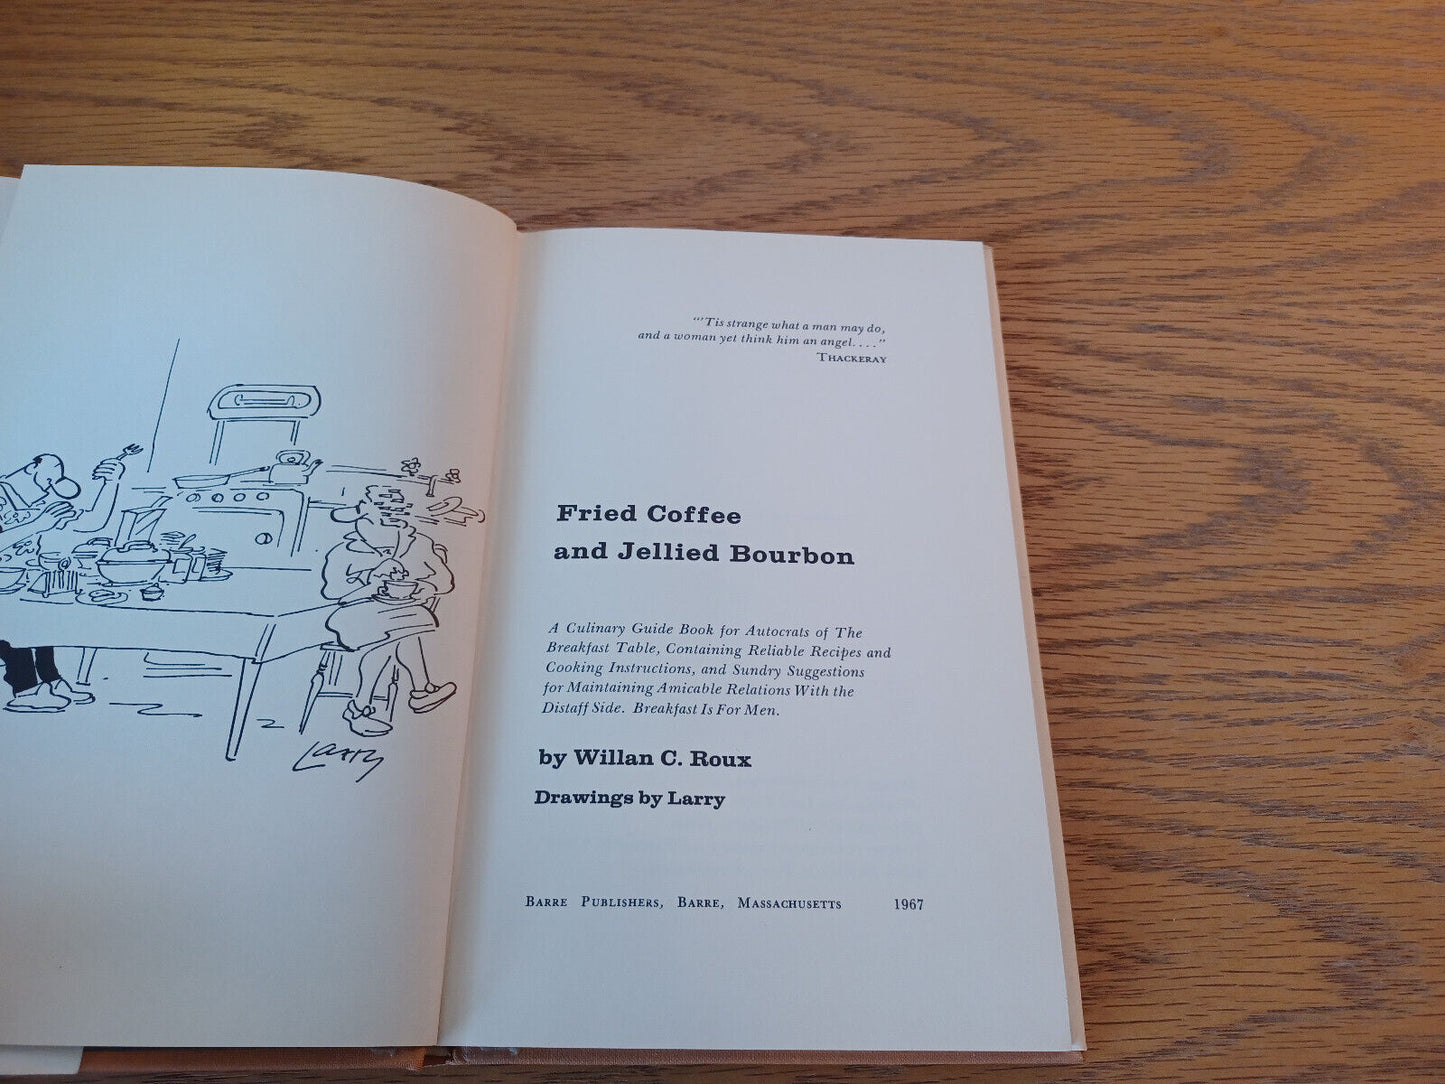 Larry
"'Tis strange what a man may do,
and a woman yet think him an angel . . . . "
Thackeray
Fried Coffee
and Jellied Bourbon
A Culinary Guide Book for Autocrats of The
Breakfast Table, Containing Reliable Recipes and
Cooking Instructions, and Sundry Suggestions
for Maintaining Amicable Relations With the
Distaff Side. Breakfast Is For Men.
by Willan C. Roux
Drawings by Larry
Barre Publishers, Barre, Massachusetts 1967